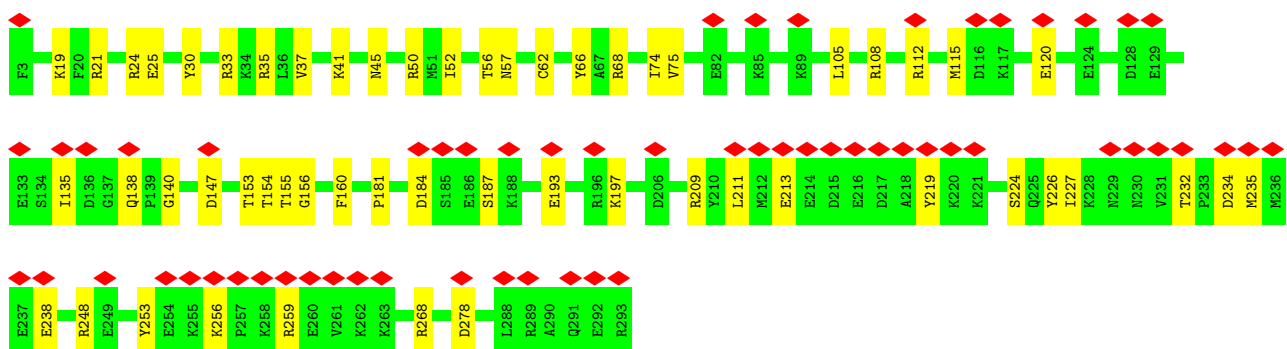 F3 K19 F20 R21 R24 E25 Y30 R33 K34 R35 L36 V37 K41 N45 R50 M51 I52 T56 N57 C62 Y66 A67 R68 I74 V75 E82 K85 K89 L105 R108 R112 M115 D116 K117 E120 E124 D128 E129
E133 S134 I135 D136 G137 Q138 P139 G140 D147 T153 T154 T155 G156 F160 P181 D184 S185 E186 S187 K188 E193 R196 K197 D206 R209 Y210 L211 M212 E213 E214 D215 E216 D217 A218 Y219 K220 K221 S224 Q225 Y226 I227 K228 N229 N230 V231 T232 P233 D234 M235 M236
E237 E238 R248 E249 Y253 E254 K255 K256 P257 K258 R259 E260 V261 K262 K263 R268 D278 L288 R289 A290 Q291 E292 R293